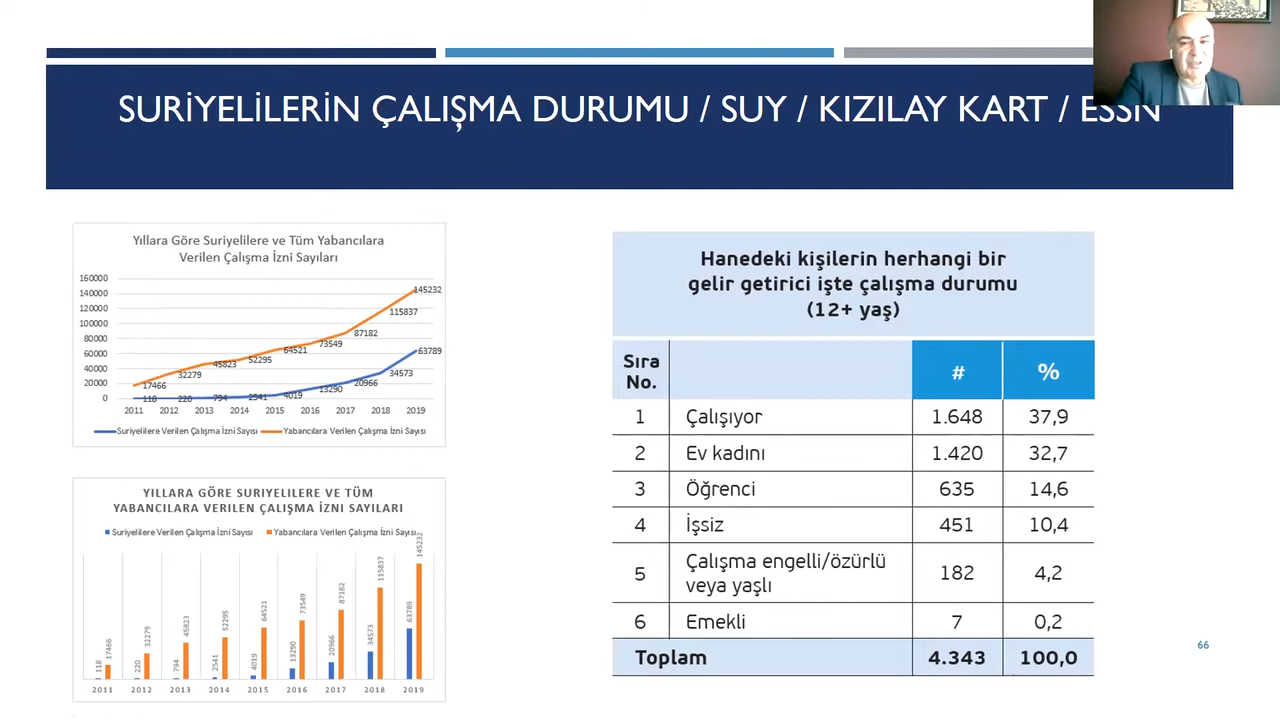 SURİYELİLERİN ÇALIŞMA DURUMU / SUY / KIZILAY KART / ESSN
Yıllara Göre Suriyelilere ve Tüm Yabancılara
Verilen Çalışma İzni Sayıları
160000
140000
120000
100000
80000
60000
40000
20000
0
17466
32279
45823
52295
64521
73549
87182
115837
145232
118
220
794
2541
4019
13290
20966
34573
63789
2011 2012 2013 2014 2015 2016 2017 2018 2019
Suriyelilere Verilen Çalışma İzni Sayısı Yabancılara Verilen Çalışma İzni Sayısı
YILLARA GÖRE SURIYELILERE VE TÜM
YABANCILARA VERILEN ÇALIŞMA İZNI SAYILARI
Suriyelilere Verilen Çalışma İzni Sayısı Yabancılara Verilen Çalışma İzni Sayısı
118 17466 220 32279 794 45823 2541 52295 4019 64521 13290 73549 20966 87182 34573 115837 63789 145232
2011 2012 2013 2014 2015 2016 2017 2018 2019
Hanedeki kişilerin herhangi bir
gelir getirici işte çalışma durumu
(12+ yaş)
Sıra
No. # %
1 Çalışıyor 1.648 37,9
2 Ev kadını 1.420 32,7
3 Öğrenci 635 14,6
4 İşsiz 451 10,4
5 Çalışma engelli/özürlü
veya yaşlı 182 4,2
6 Emekli 7 0,2
Toplam 4.343 100,0
66